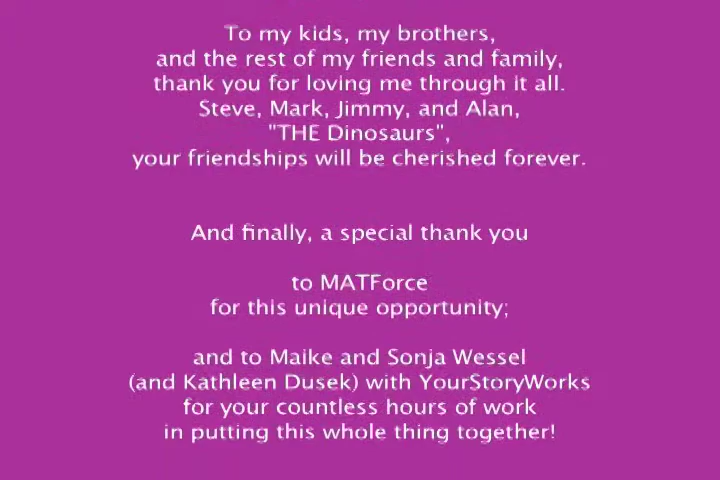 To my kids, my brothers,
and the rest of my friends and family,
thank you for loving me through it all.
Steve, Mark, Jimmy, and Alan,
"THE Dinosaurs",
your friendships will be cherished forever.
And finally, a special thank you
to MATForce
for this unique opportunity;
and to Maike and Sonja Wessel
(and Kathleen Dusek) with YourStoryWorks
for your countless hours of work
in putting this whole thing together!